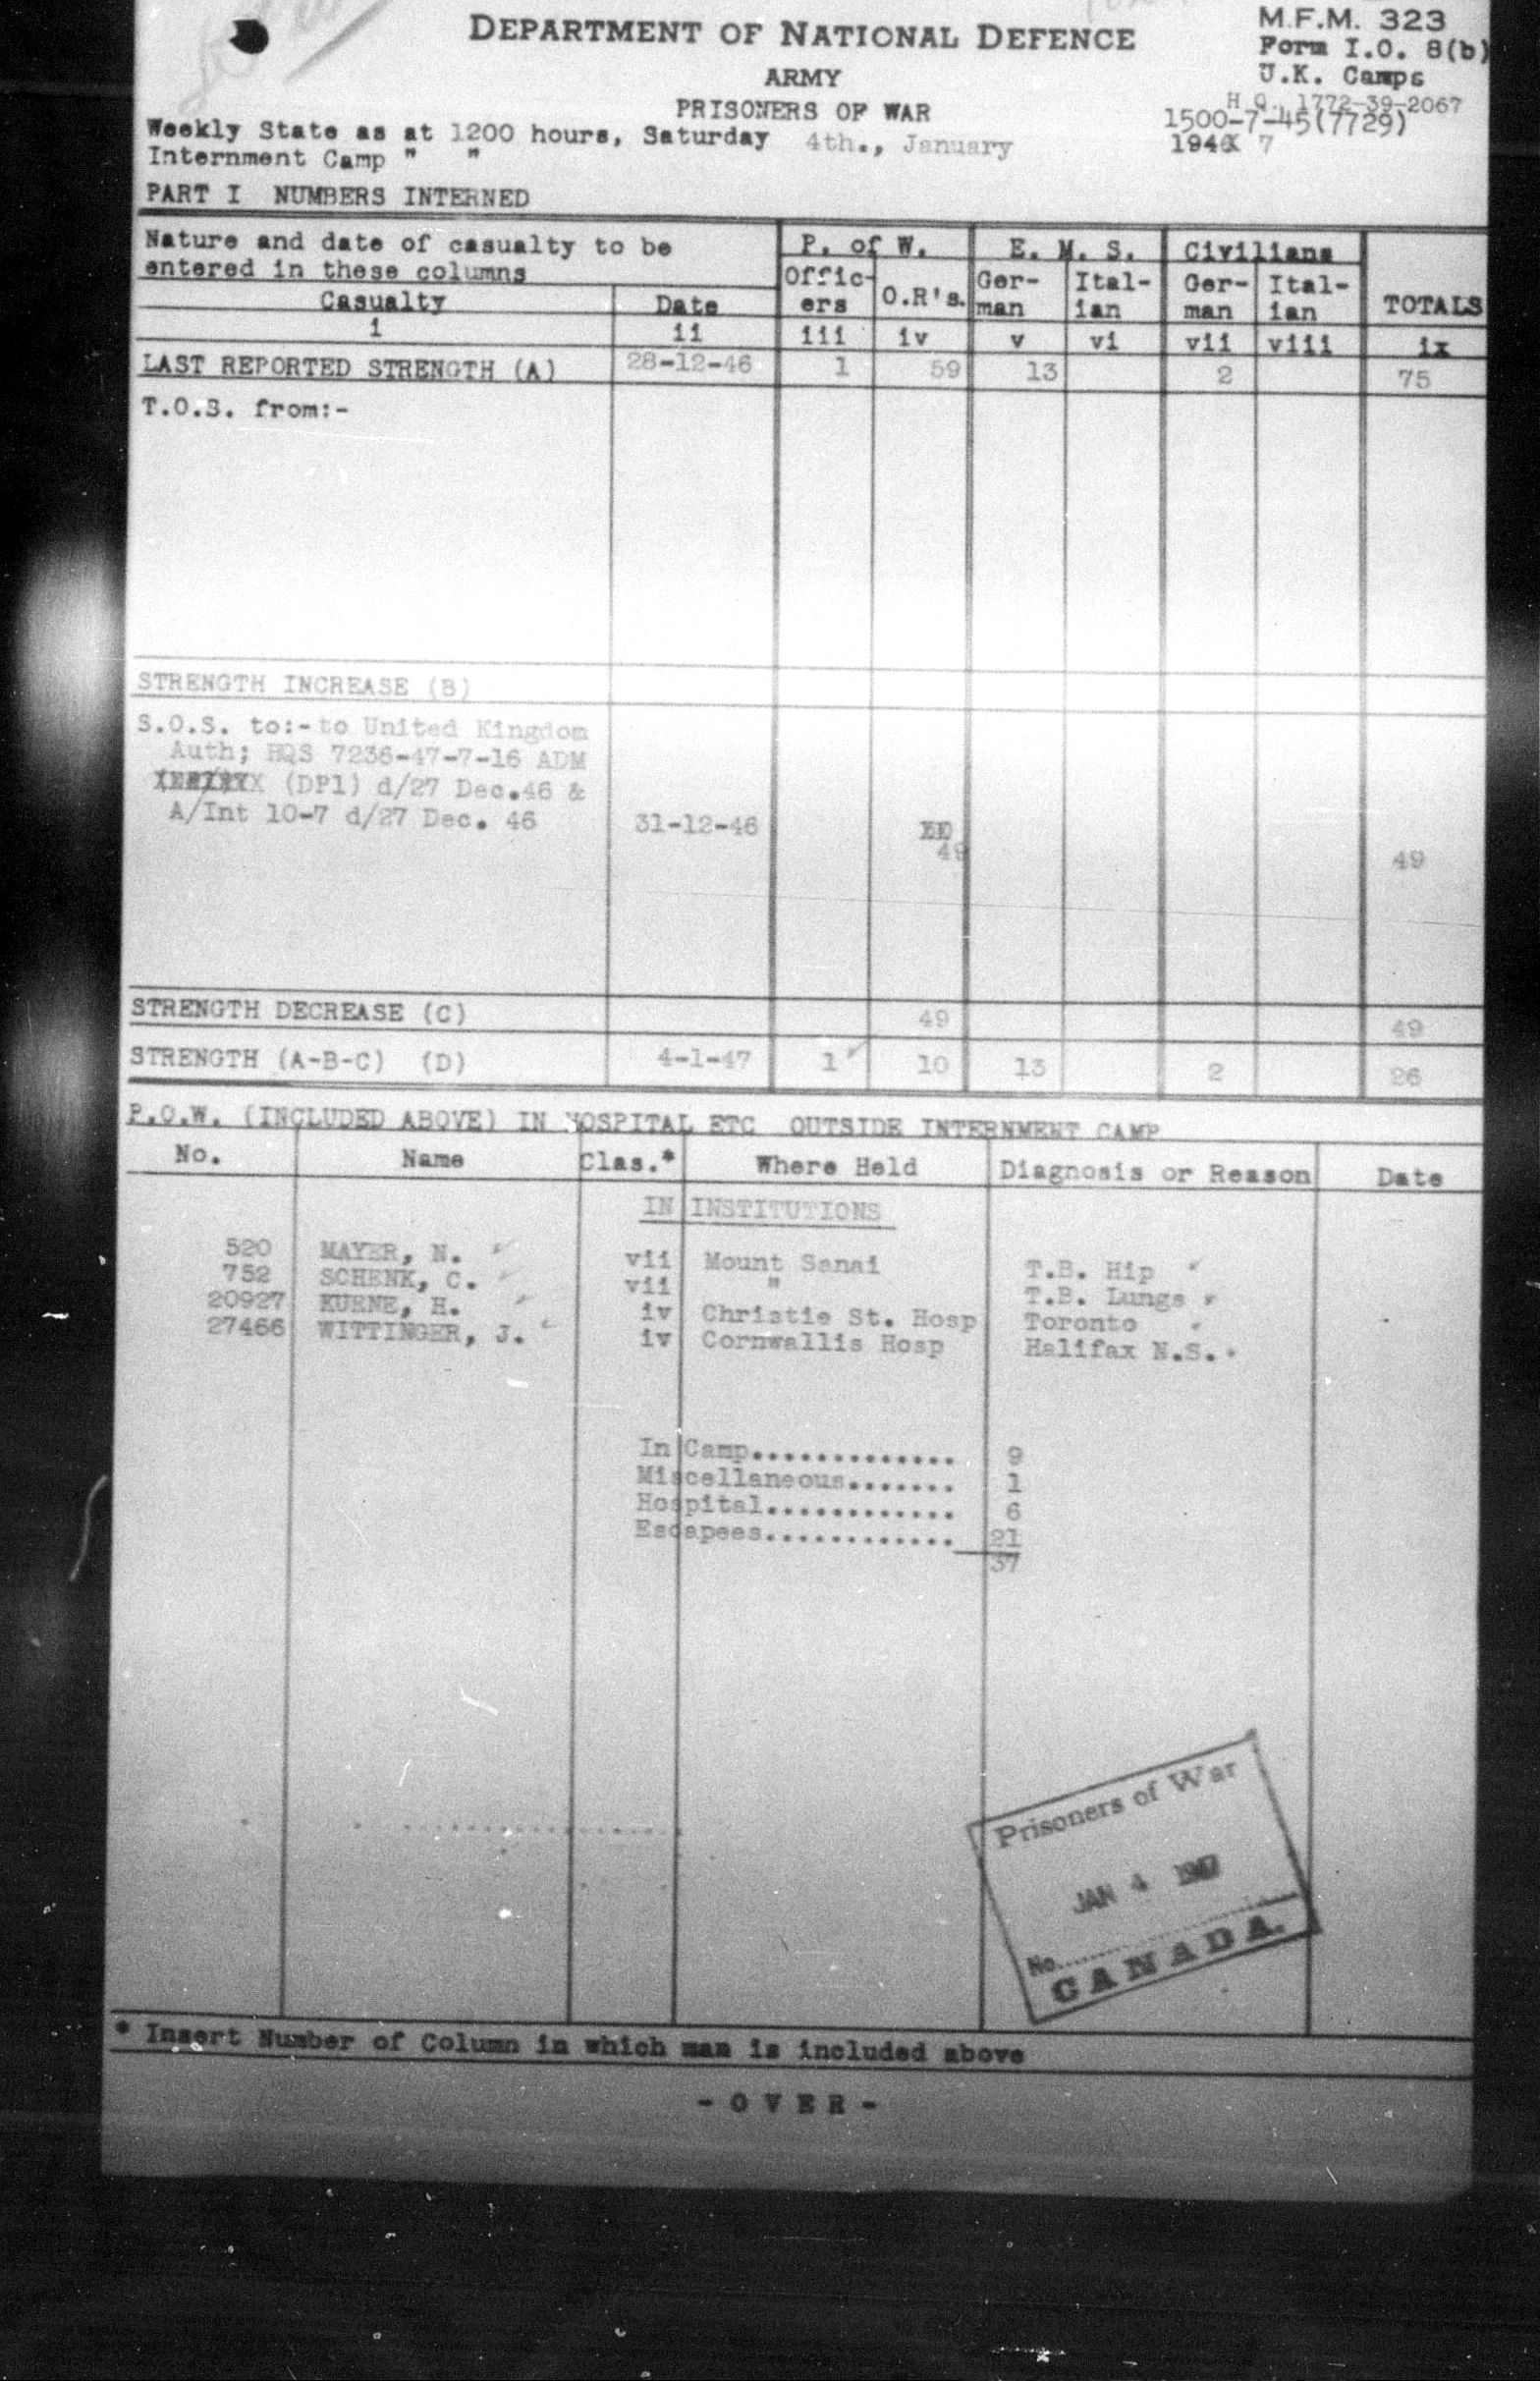 DEPARTMENT OF NATIONAL DEFENCE
M.F.M. 323
Form I.O. 8(b)
U.K. Camps
ARMY
PRISONERS OF WAR
H.Q. 1772-39-2067
1500-7-45(7729)
Weekly State as at 1200 hours, Saturday 4th., January 194 7
Internment Camp " "
PART I NUMBERS INTERNED
Nature and date of casualty to be P. of W. E. M. S. Civilians
entered in these columns Offic- O.R's. Ger- Ital- Ger- Ital- TOTALS
Casualty Date ers man ian man ian
i ii iii iv v vi vii viii ix
LAST REPORTED STRENGTH (A) 28-12-46 1 59 13 2 75
T.O.S. from:-
STRENGTH INCREASE (B)
S.O.S. to:- to United Kingdom
Auth; HQS 7236-47-7-16 ADM
(DP1) d/27 Dec.46 &
A/Int 10-7 d/27 Dec. 46 31-12-46
49 49
STRENGTH DECREASE (C) 49 49
STRENGTH (A-B-C) (D) 4-1-47 1 10 13 2 26
P.O.W. (INCLUDED ABOVE) IN HOSPITAL ETC OUTSIDE INTERNMENT CAMP
No. Name Clas.* Where Held Diagnosis or Reason Date
IN INSTITUTIONS
520 MAYER, N. vii Mount Sanai T.B. Hip
752 SCHENK, C. vii " T.B. Lungs
20927 KUENE, H. iv Christie St. Hosp Toronto
27466 WITTINGER, J. iv Cornwallis Hosp Halifax N.S.
In Camp.............. 9
Miscellaneous....... 1
Hospital............. 6
Escapees............ 21
37
Prisoners of War
JAN 4 1947
No..............
CANADA.
* Insert Number of Column in which man is included above
- O V E R -